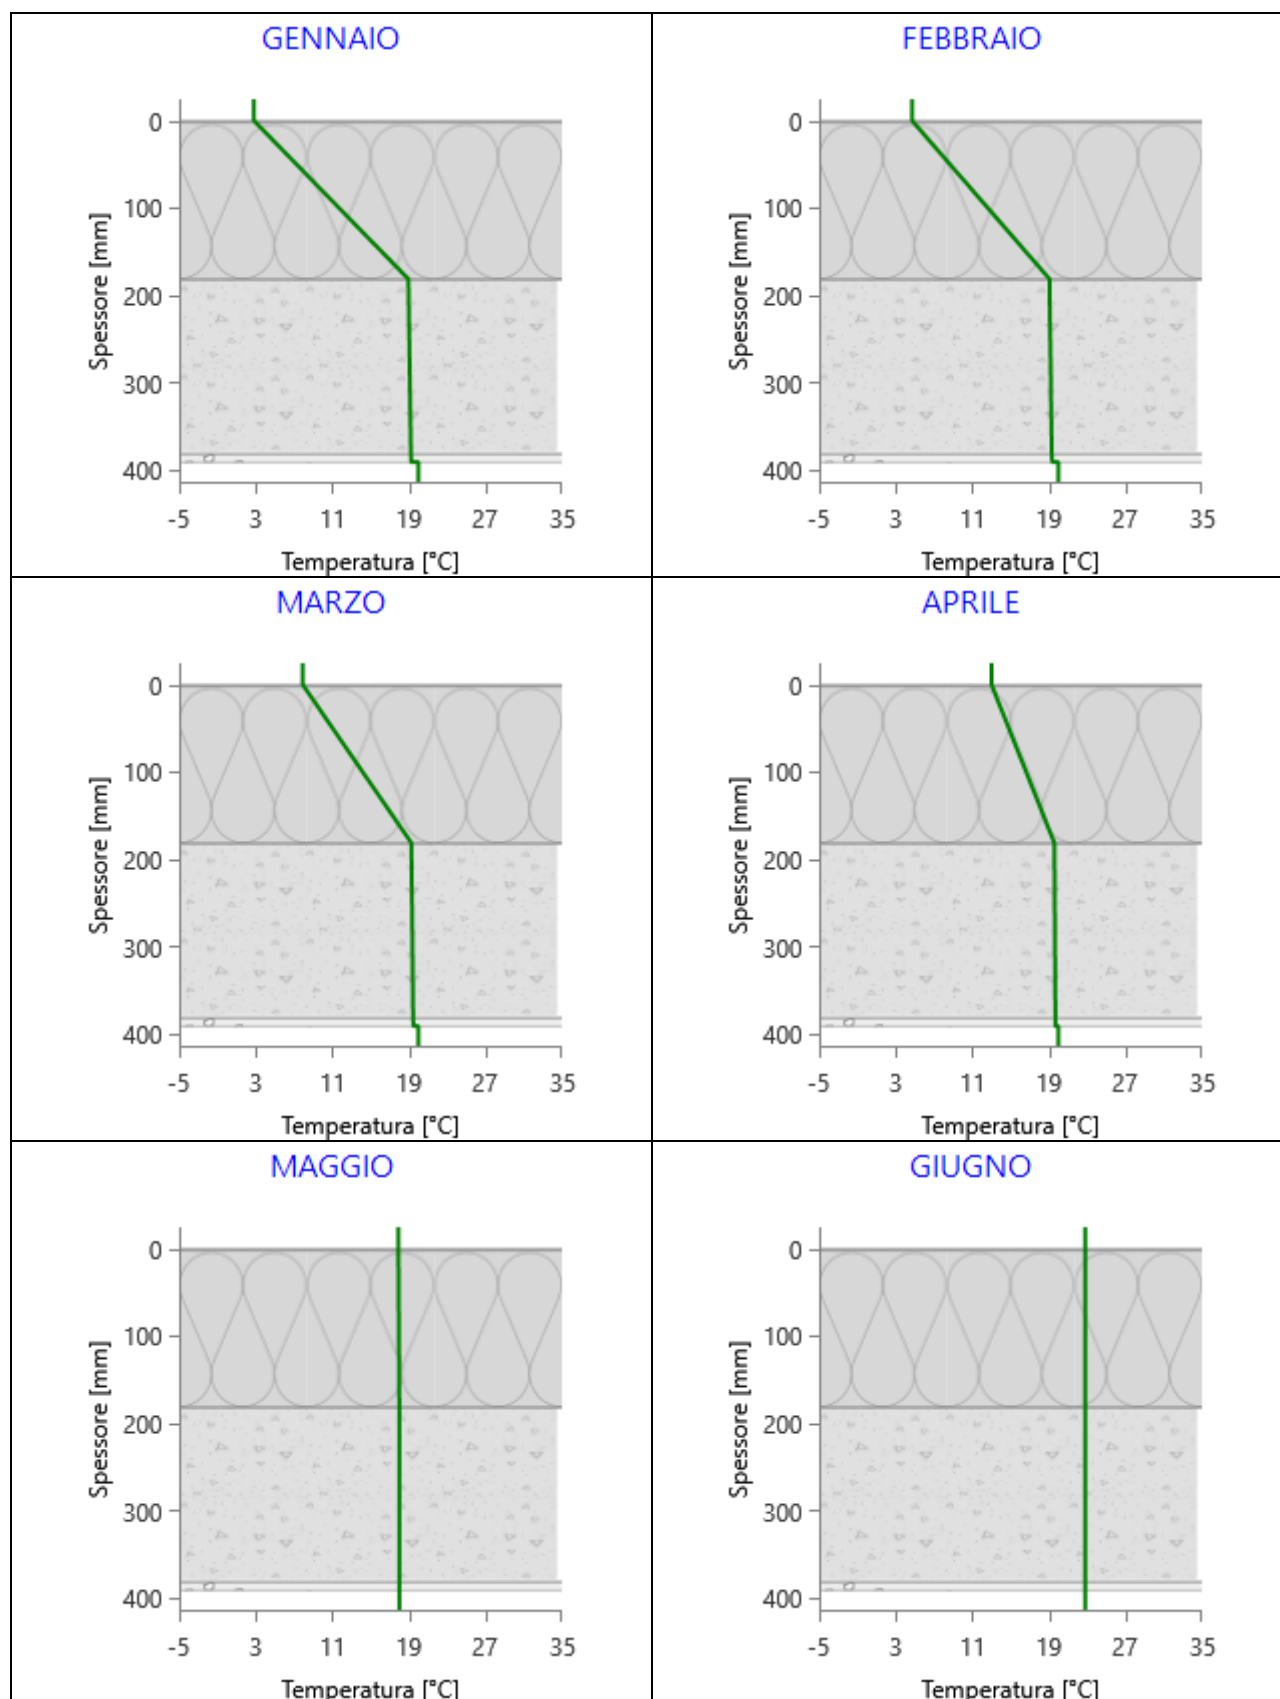 GENNAIO
0
100
200
300
400
Spessore [mm]
-5 3 11 19 27 35
Temperatura [°C]
FEBBRAIO
0
100
200
300
400
Spessore [mm]
-5 3 11 19 27 35
Temperatura [°C]
MARZO
0
100
200
300
400
Spessore [mm]
-5 3 11 19 27 35
Temperatura [°C]
APRILE
0
100
200
300
400
Spessore [mm]
-5 3 11 19 27 35
Temperatura [°C]
MAGGIO
0
100
200
300
400
Spessore [mm]
-5 3 11 19 27 35
Temperatura [°C]
GIUGNO
0
100
200
300
400
Spessore [mm]
-5 3 11 19 27 35
Temperatura [°C]